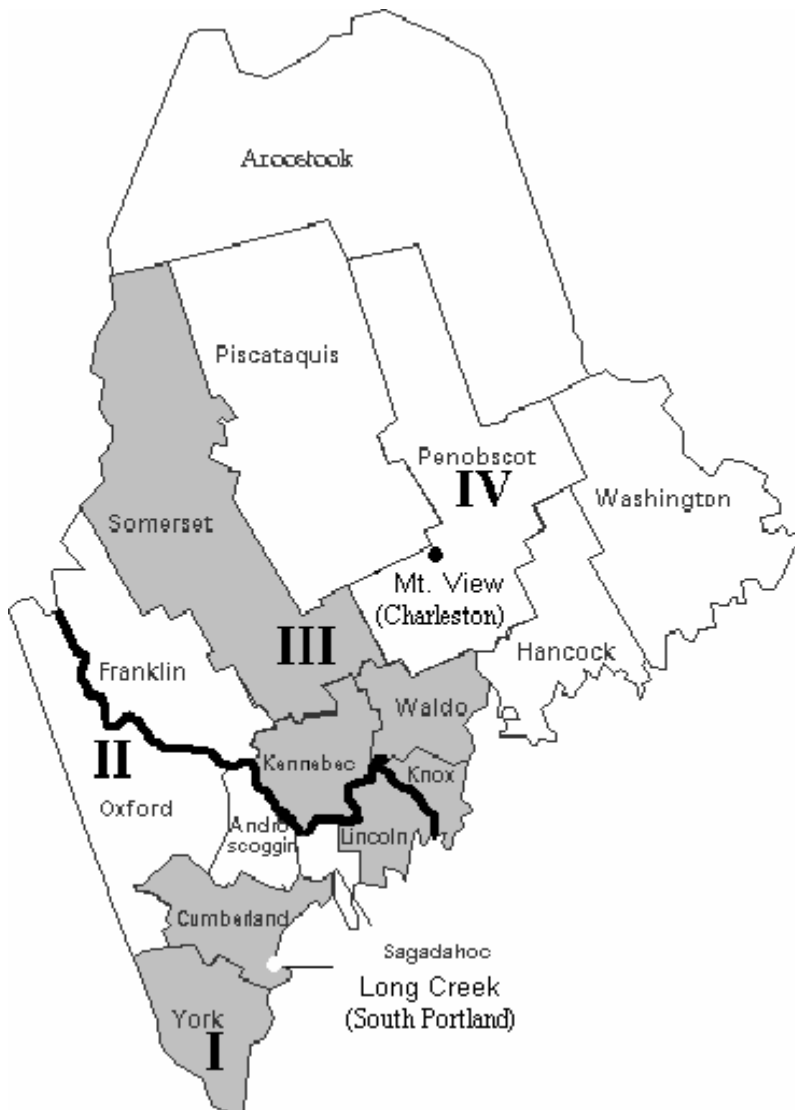 Aroostook
Piscataquis
Penobscot
IV
Washington
Somerset
Mt. View
(Charleston)
III
Hancock
Franklin
Waldo
II
Kennebec
Knox
Oxford
Andro
scoggin
Lincoln
Cumberland
Sagadahoc
Long Creek
(South Portland)
York
I